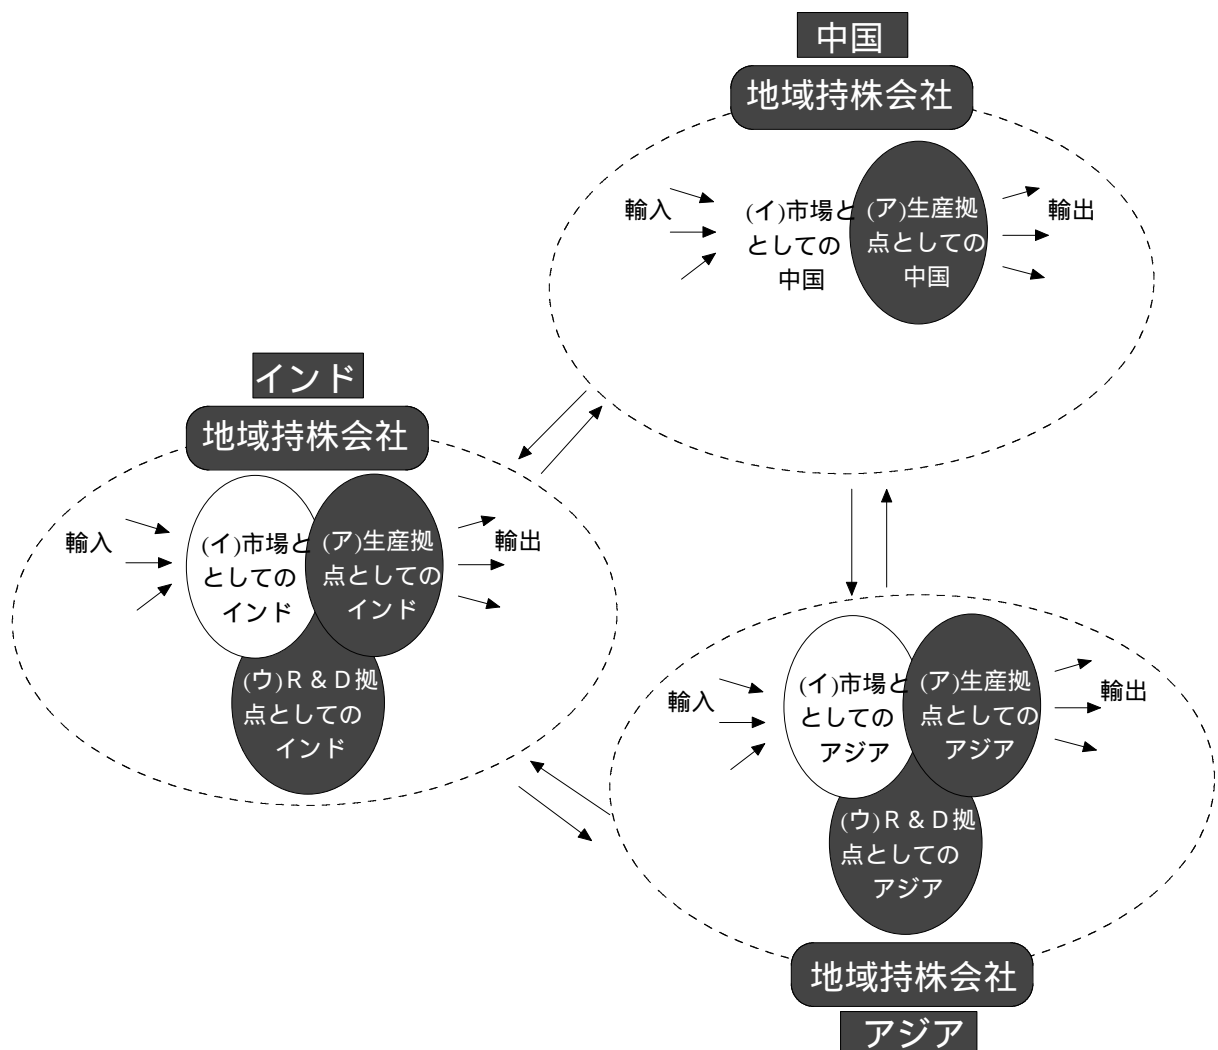 中国
地域持株会社
輸入
(イ)市場と
としての
中国
(ア)生産拠
点としての
中国
輸出
インド
地域持株会社
輸入
(イ)市場と
としての
インド
(ア)生産拠
点としての
インド
輸出
(ウ)R&D拠
点としての
インド
輸入
(イ)市場と
としての
アジア
(ア)生産拠
点としての
アジア
輸出
(ウ)R&D拠
点としての
アジア
地域持株会社
アジア